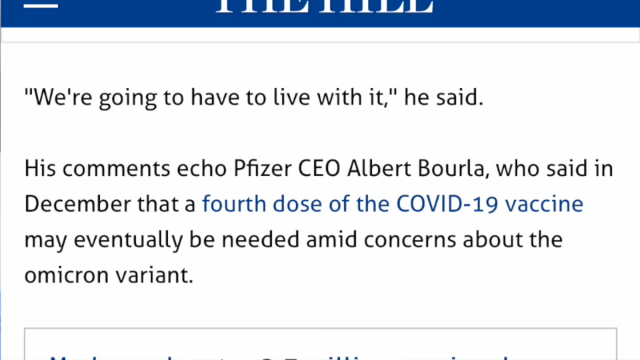 THE HILL
"We're going to have to live with it," he said.
His comments echo Pfizer CEO Albert Bourla, who said in
December that a fourth dose of the COVID-19 vaccine
may eventually be needed amid concerns about the
omicron variant.